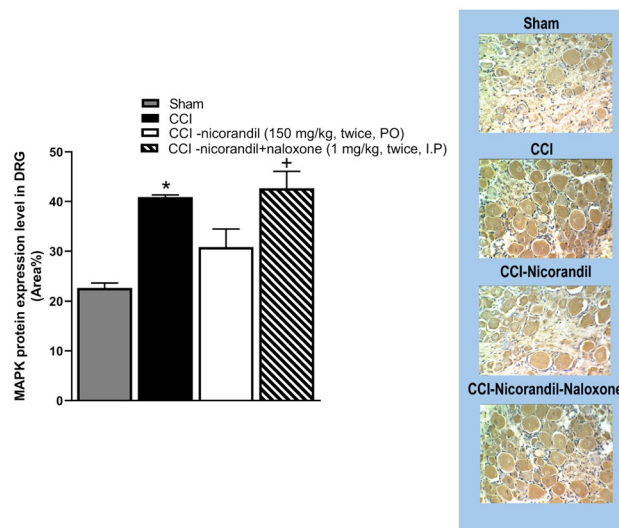 Sham
CCI
CCI -nicorandil (150 mg/kg, twice, PO)
CCI -nicorandil+naloxone (1 mg/kg, twice, I.P)
MAPK protein expression level in DRG
(Area%)
50
40
30
20
10
0
*
+
Sham
CCI
CCI-Nicorandil
CCI-Nicorandil-Naloxone